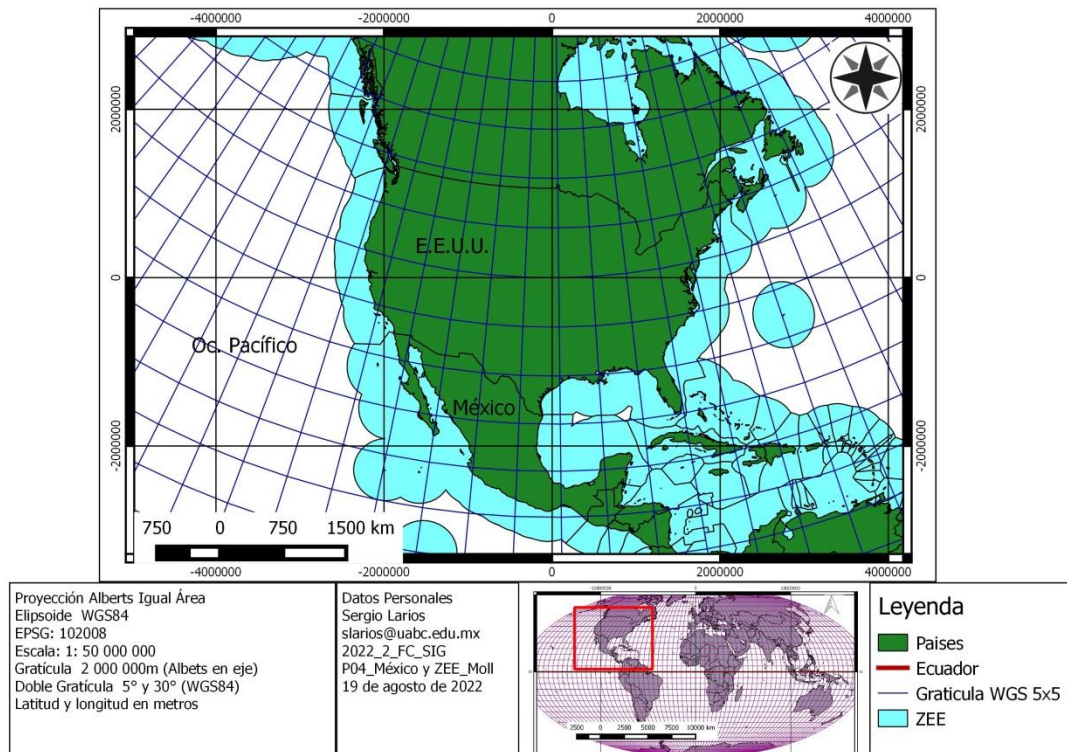 -4000000 -2000000 0 2000000 4000000
2000000
2000000
E.E.U.U.
0
0
Oc. Pacífico
México
-2000000
-2000000
750 0 750 1500 km
-4000000 -2000000 0 2000000 4000000
Proyección Alberts Igual Área
Elipsoide WGS84
EPSG: 102008
Escala: 1: 50 000 000
Gratícula 2 000 000m (Albets en eje)
Doble Gratícula 5° y 30° (WGS84)
Latitud y longitud en metros
Datos Personales
Sergio Larios
slarios@uabc.edu.mx
2022_2_FC_SIG
P04_México y ZEE_Moll
19 de agosto de 2022
2500 0 2500 5000 7500 10000 km
Leyenda
Paises
Ecuador
Graticula WGS 5x5
ZEE